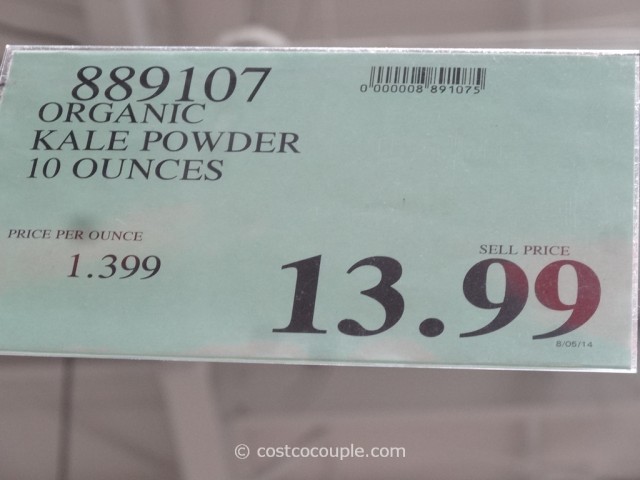 889107
0 000008 891075
ORGANIC
KALE POWDER
10 OUNCES
PRICE PER OUNCE
1.399
SELL PRICE
13.99
8/06/14
© costcocouple.com